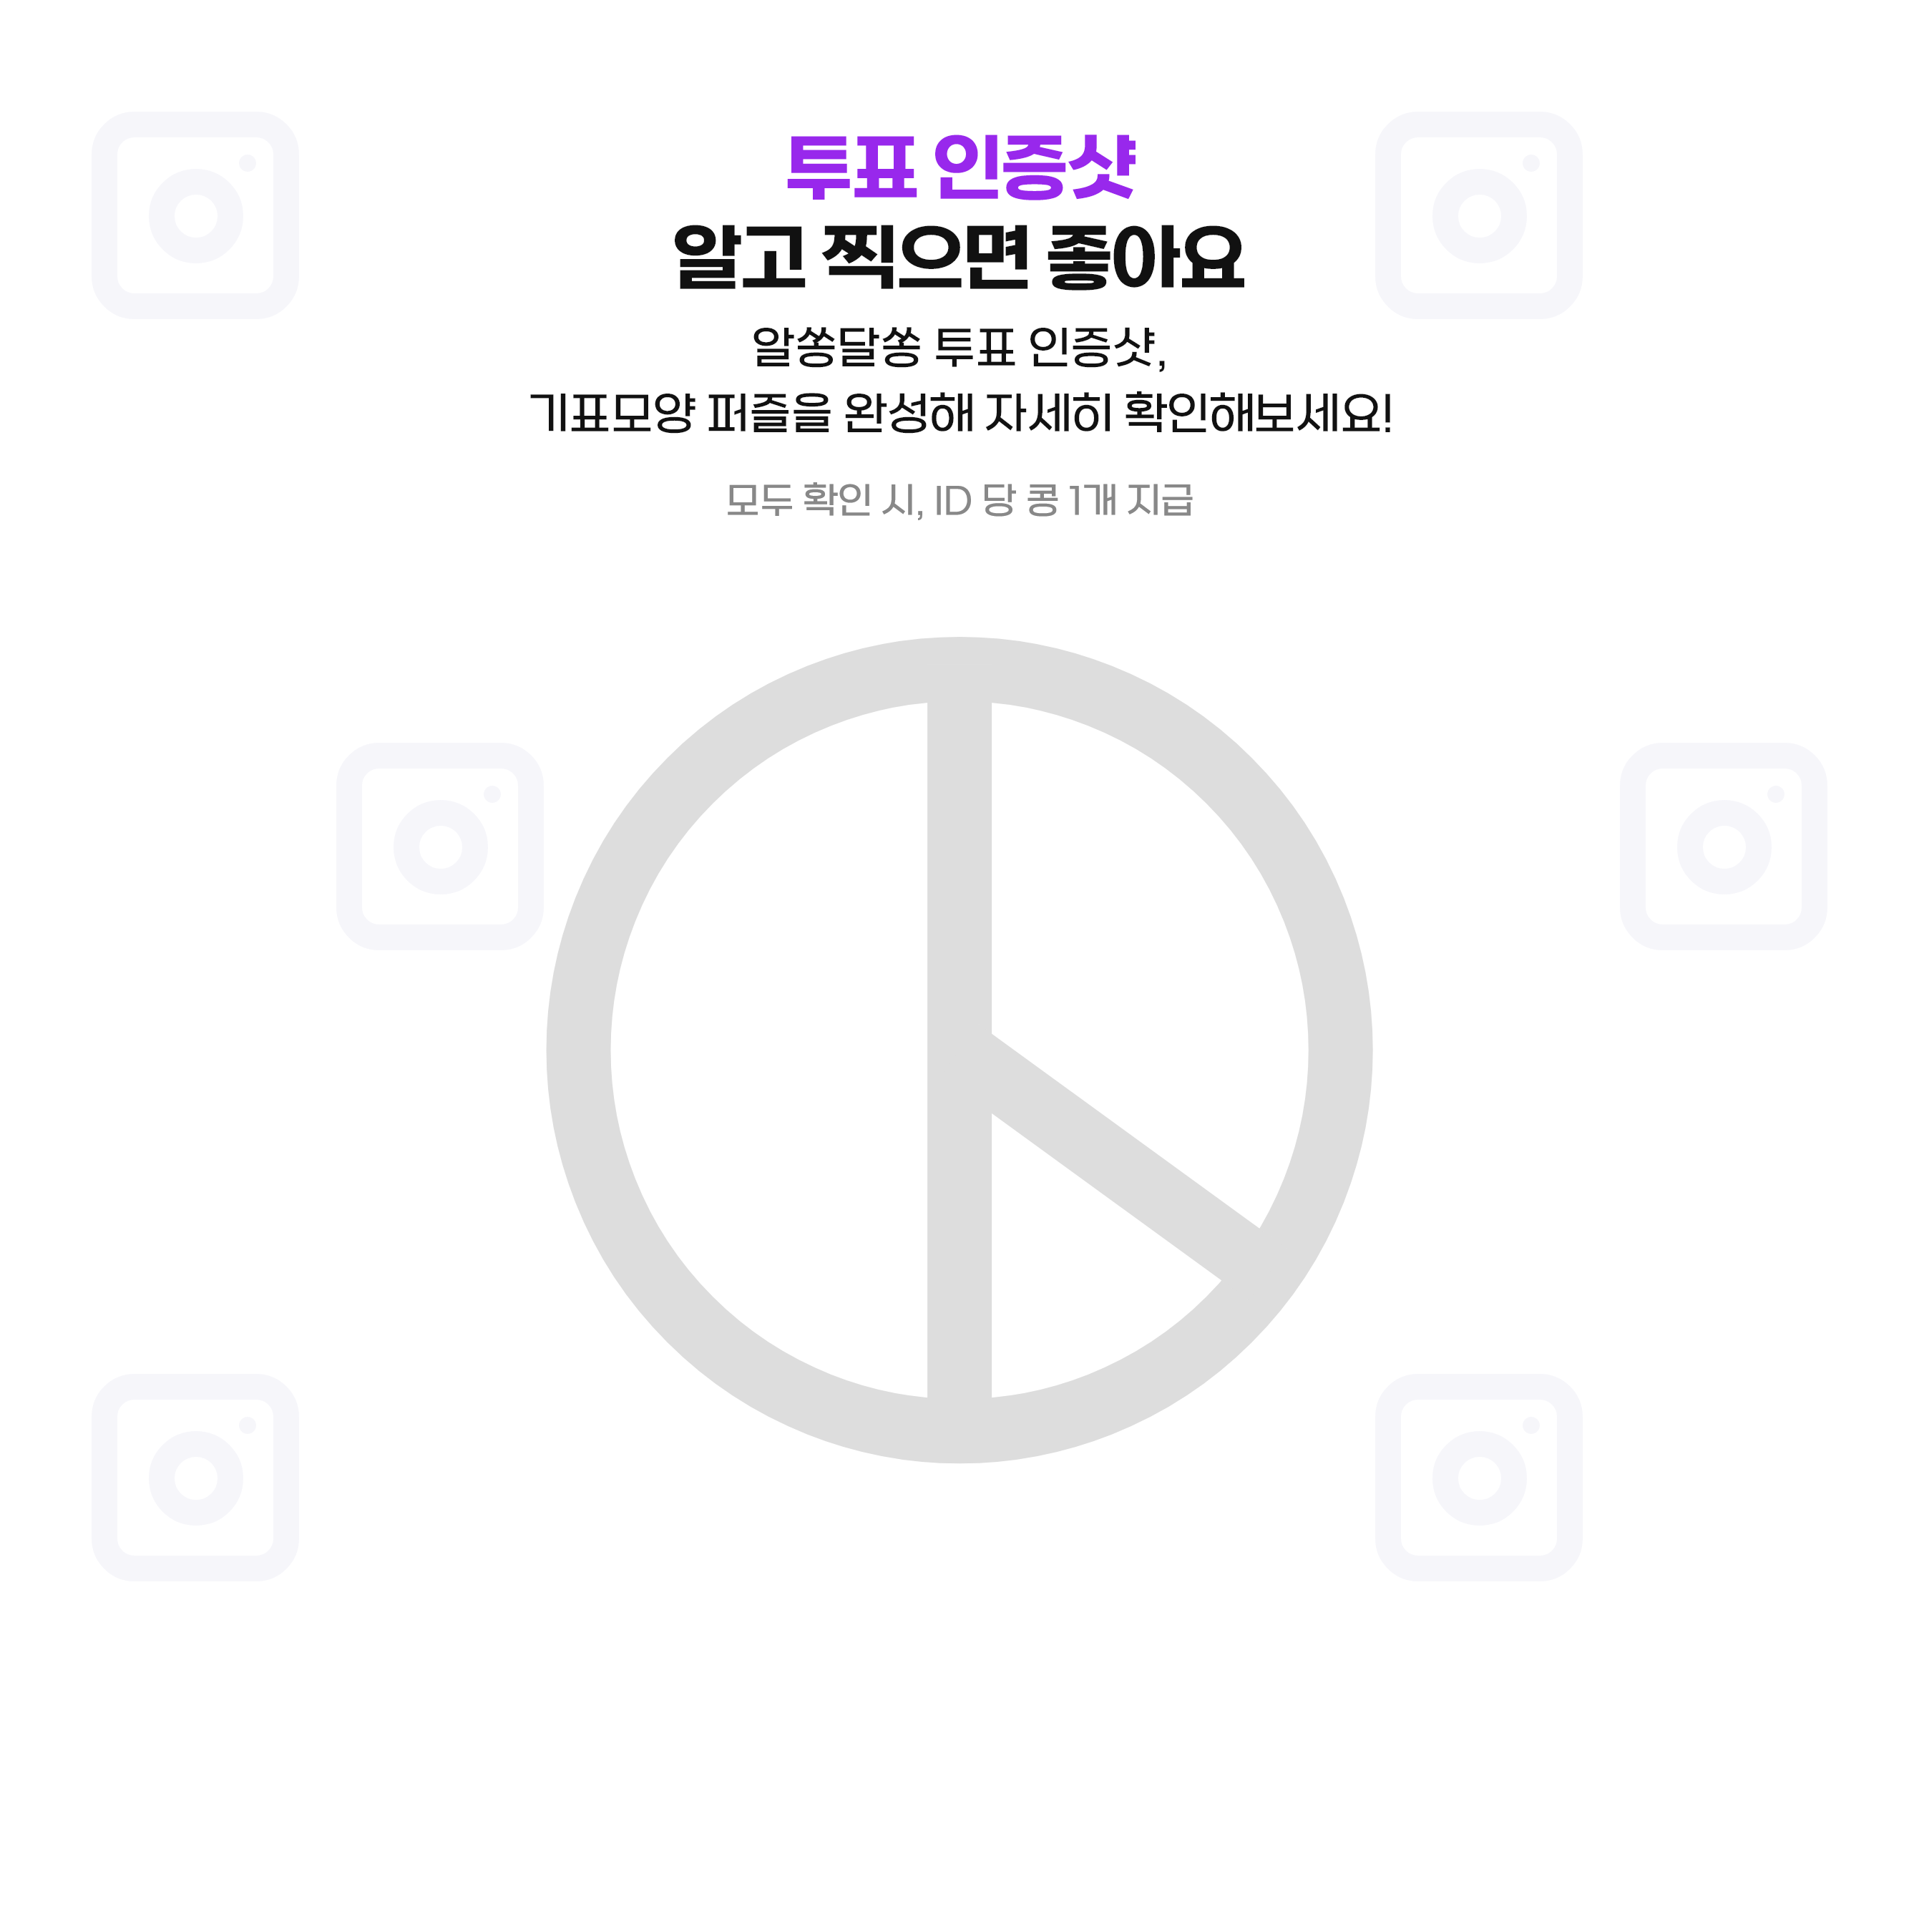 투표 인증샷
알고 찍으면 좋아요
알쏭달쏭 투표 인증샷,
기표모양 퍼즐을 완성해 자세히 확인해보세요!
모두 확인 시, ID 당 총 1개 지급